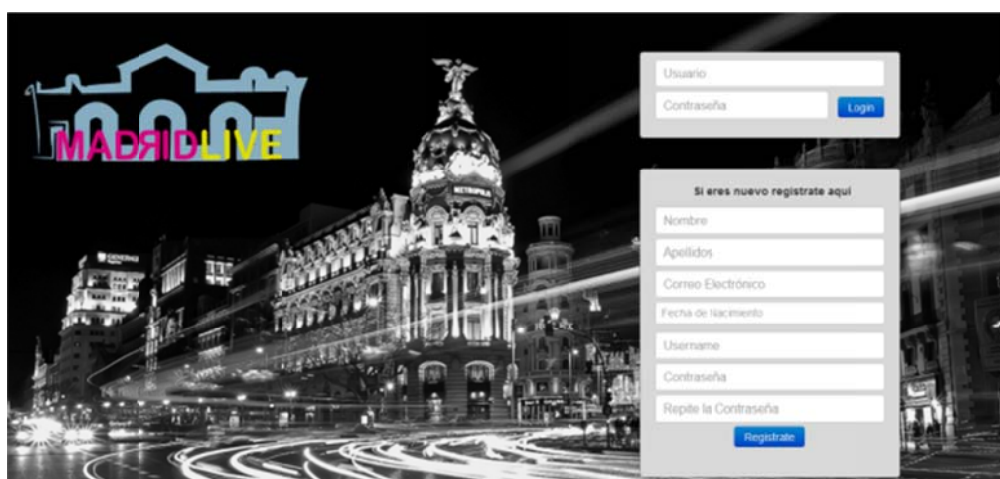 MADRIDLIVE
METROPOLIS
Usuario
Contraseña
Login
Si eres nuevo registrate aqui
Nombre
Apellidos
Correo Electrónico
Fecha de Nacimiento
Username
Contraseña
Repite la Contraseña
Registrate